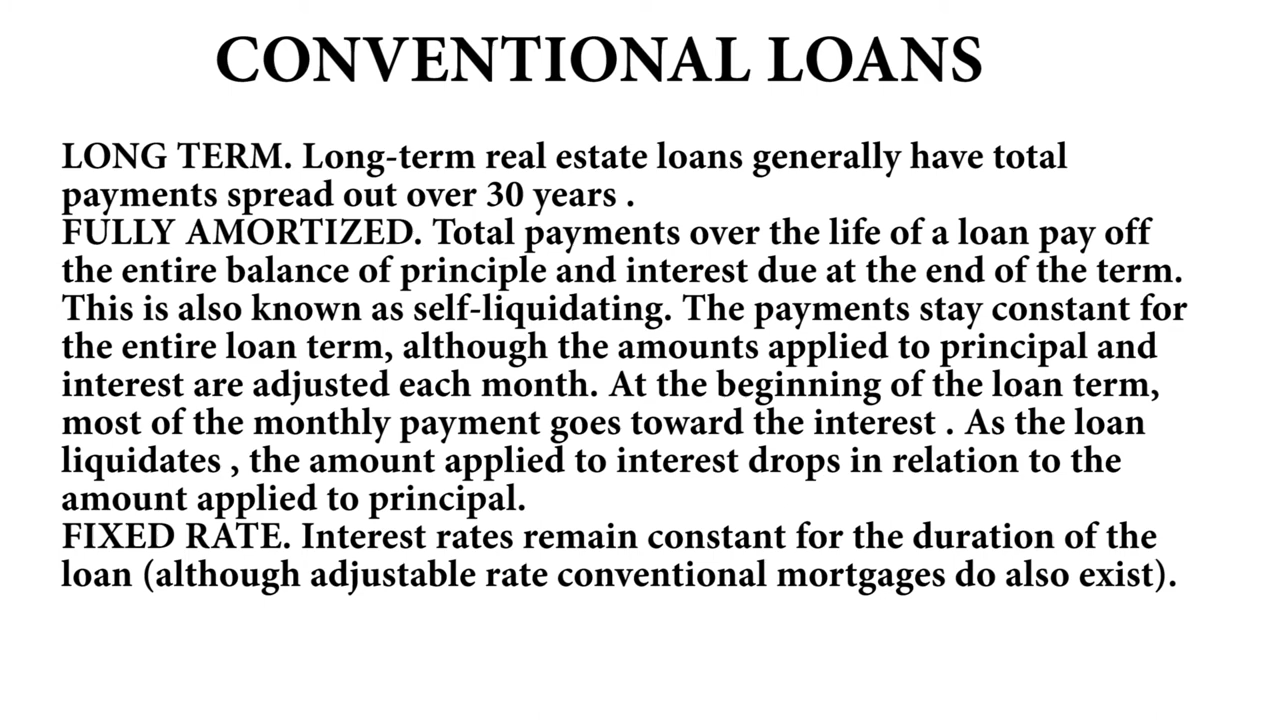 CONVENTIONAL LOANS
LONG TERM. Long-term real estate loans generally have total
payments spread out over 30 years .
FULLY AMORTIZED. Total payments over the life of a loan pay off
the entire balance of principle and interest due at the end of the term.
This is also known as self-liquidating. The payments stay constant for
the entire loan term, although the amounts applied to principal and
interest are adjusted each month. At the beginning of the loan term,
most of the monthly payment goes toward the interest . As the loan
liquidates , the amount applied to interest drops in relation to the
amount applied to principal.
FIXED RATE. Interest rates remain constant for the duration of the
loan (although adjustable rate conventional mortgages do also exist).